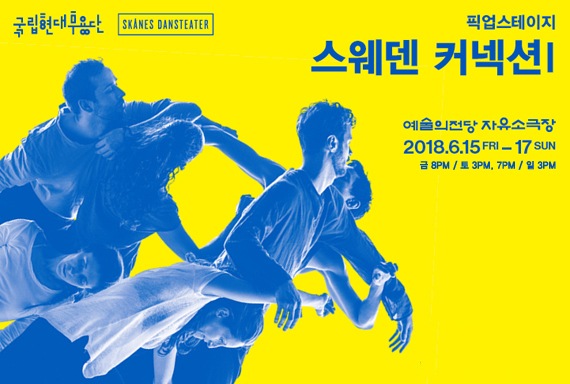 국립현대무용단
SKÅNES DANSTEATER
픽업스테이지
스웨덴 커넥션I
예술의전당 자유소극장
2018.6.15 FRI – 17 SUN
금 8PM / 토 3PM, 7PM / 일 3PM